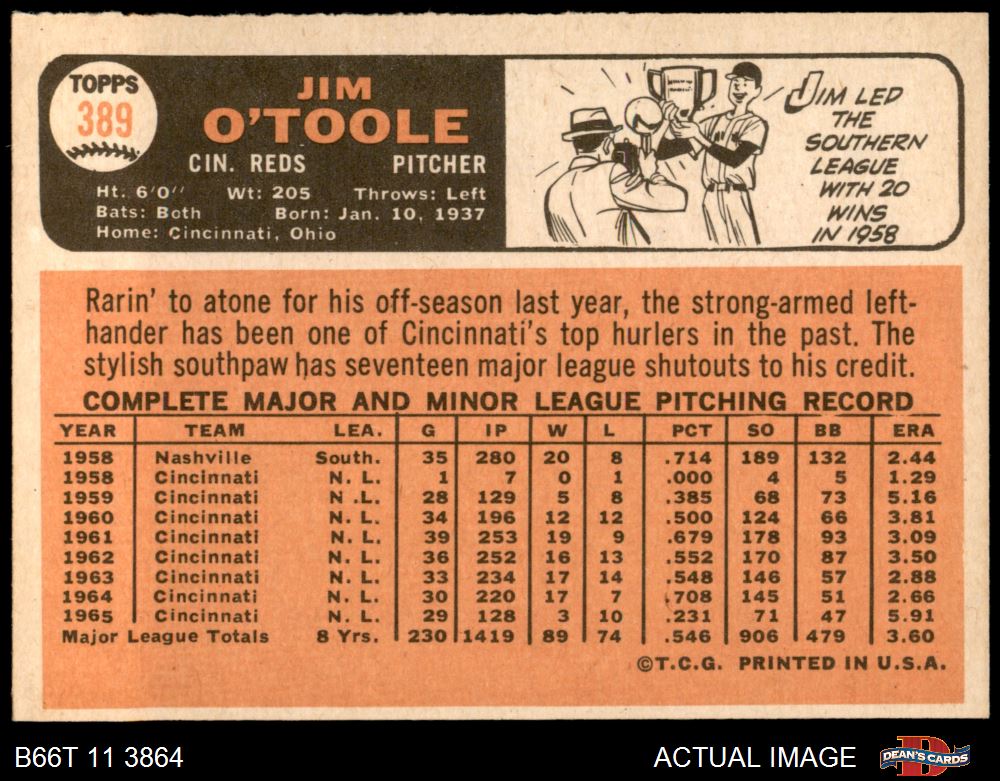 TOPPS
389
JIM
O'TOOLE
CIN. REDS PITCHER
Ht. 6'0" Wt: 205 Throws: Left
Bats: Both Born: Jan. 10, 1937
Home: Cincinnati, Ohio
JIM LED
THE
SOUTHERN
LEAGUE
WITH 20
WINS
IN 1958
Rarin' to atone for his off-season last year, the strong-armed left-
hander has been one of Cincinnati's top hurlers in the past. The
stylish southpaw has seventeen major league shutouts to his credit.
COMPLETE MAJOR AND MINOR LEAGUE PITCHING RECORD
YEAR TEAM LEA. G IP W L PCT SO BB ERA
1958 Nashville South. 35 280 20 8 .714 189 132 2.44
1958 Cincinnati N. L. 1 7 0 1 .000 4 5 1.29
1959 Cincinnati N .L. 28 129 5 8 .385 68 73 5.16
1960 Cincinnati N. L. 34 196 12 12 .500 124 66 3.81
1961 Cincinnati N. L. 39 253 19 9 .679 178 93 3.09
1962 Cincinnati N. L. 36 252 16 13 .552 170 87 3.50
1963 Cincinnati N. L. 33 234 17 14 .548 146 57 2.88
1964 Cincinnati N. L. 30 220 17 7 .708 145 51 2.66
1965 Cincinnati N. L. 29 128 3 10 .231 71 47 5.91
Major League Totals 8 Yrs. 230 1419 89 74 .546 906 479 3.60
©T.C.G. PRINTED IN U.S.A.
B66T 11 3864 ACTUAL IMAGE DEAN'S CARDS